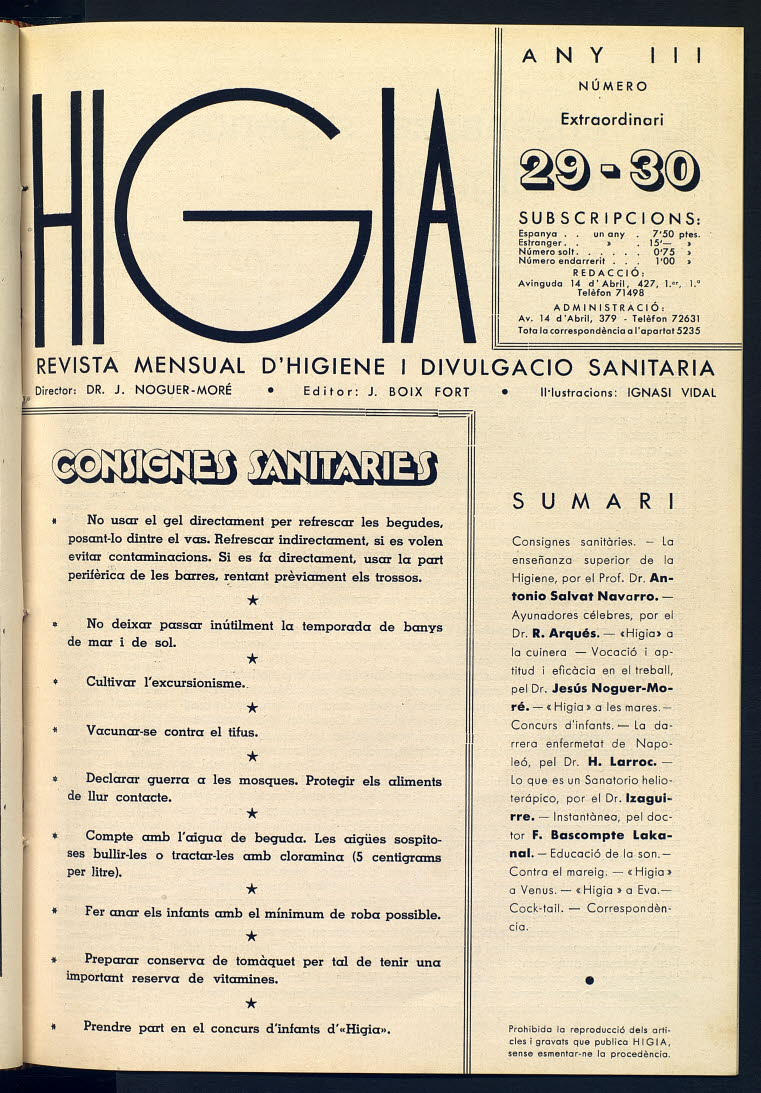 HIGIA
ANY III
NÚMERO
Extraordinari
29 - 30
SUBSCRIPCIONS:
Espanya . . un any . 7'50 ptes.
Estranger . . » . 15'— »
Número solt . . . . . . 0'75 »
Número endarrerit . . . 1'00 »
REDACCIÓ:
Avinguda 14 d'Abril, 427, 1.er, 1.ª
Telèfon 71498
ADMINISTRACIÓ:
Av. 14 d'Abril, 379 - Telèfon 72631
Tota la correspondència a l'apartat 5235
REVISTA MENSUAL D'HIGIENE I DIVULGACIO SANITARIA
Director: DR. J. NOGUER-MORÉ • Editor: J. BOIX FORT • Il·lustracions: IGNASI VIDAL
CONSIGNES SANITARIES
* No usar el gel directament per refrescar les begudes,
posant-lo dintre el vas. Refrescar indirectament, si es volen
evitar contaminacions. Si es fa directament, usar la part
perifèrica de les barres, rentant prèviament els trossos.
★
* No deixar passar inútilment la temporada de banys
de mar i de sol.
★
* Cultivar l'excursionisme.
★
* Vacunar-se contra el tifus.
★
* Declarar guerra a les mosques. Protegir els aliments
de llur contacte.
★
* Compte amb l'aigua de beguda. Les aigües sospito-
ses bullir-les o tractar-les amb cloramina (5 centigrams
per litre).
★
* Fer anar els infants amb el mínimum de roba possible.
★
* Preparar conserva de tomàquet per tal de tenir una
important reserva de vitamines.
★
* Prendre part en el concurs d'infants d'«Higia».
SUMARI
Consignes sanitàries. — La
enseñanza superior de la
Higiene, por el Prof. Dr. An-
tonio Salvat Navarro. —
Ayunadores célebres, por el
Dr. R. Arqués. — «Higia» a
la cuinera — Vocació i ap-
titud i eficàcia en el treball,
pel Dr. Jesús Noguer-Mo-
ré. — «Higia» a les mares. —
Concurs d'infants. — La da-
rrera enfermetat de Napo-
leó, pel Dr. H. Larroc. —
Lo que es un Sanatorio helio-
terápico, por el Dr. Izagui-
rre. — Instantànea, pel doc-
tor F. Bascompte Laka-
nal. — Educació de la son. —
Contra el mareig. — «Higia»
a Venus. — «Higia» a Eva. —
Cock-tail. — Correspondèn-
cia.
•
Prohibida la reproducció dels arti-
cles i gravats que publica HIGIA,
sense esmentar-ne la procedència.